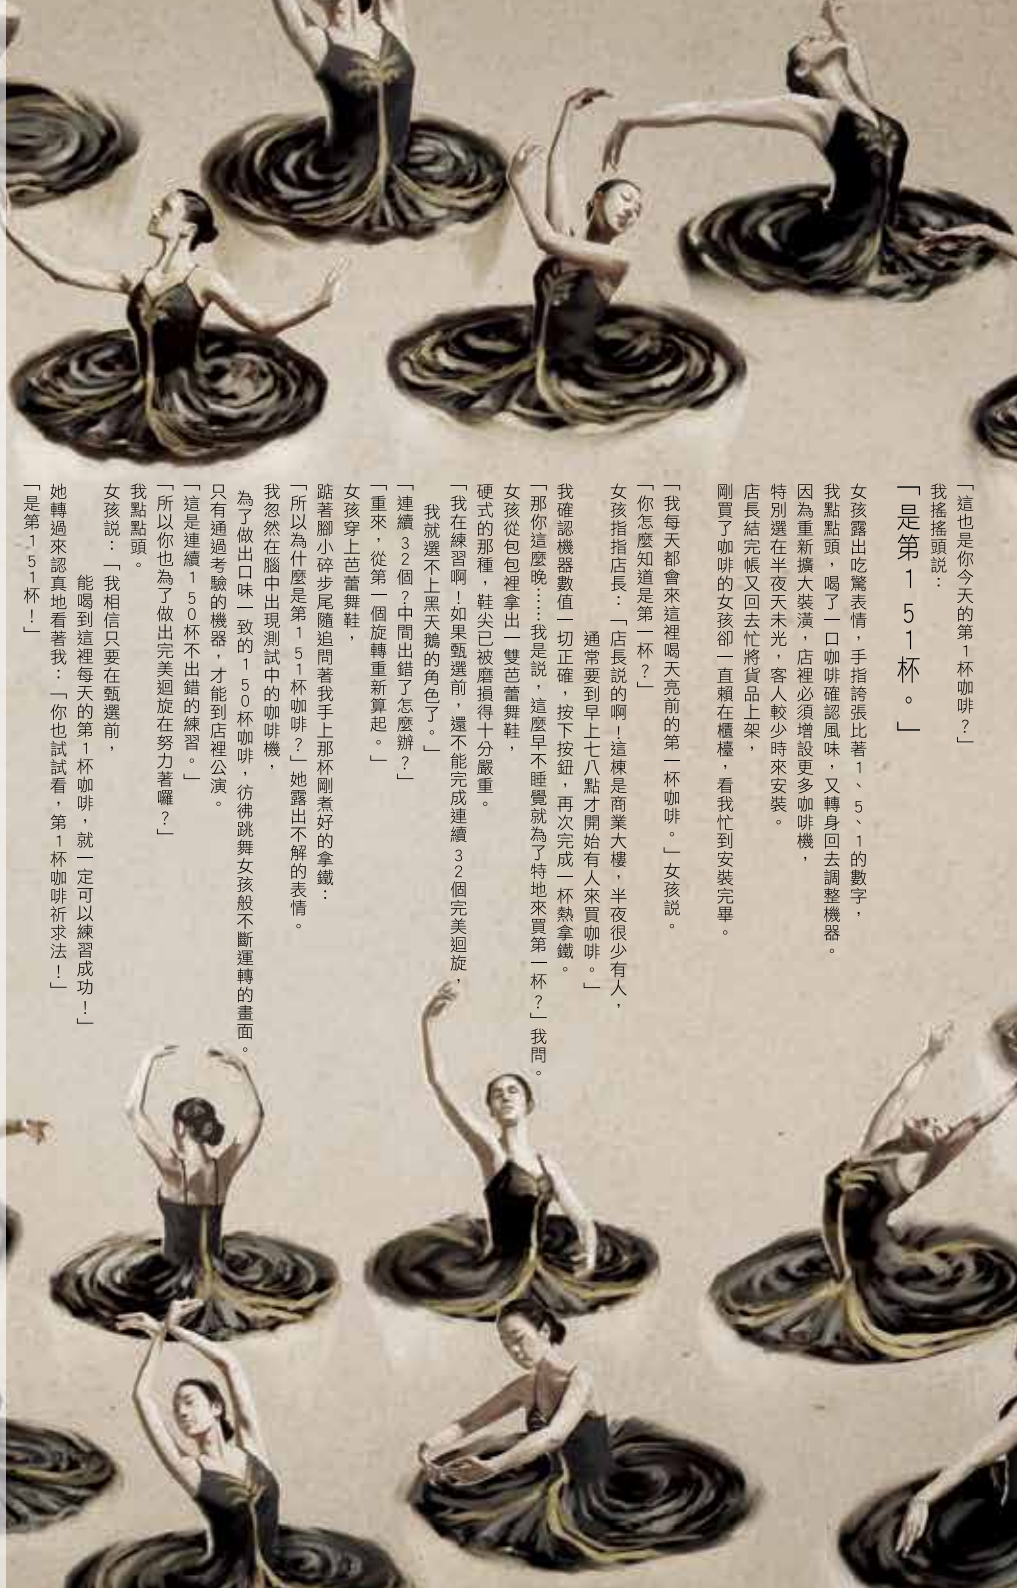 「這也是你今天的第1杯咖啡？」
我搖搖頭說：
「是第151杯。」
女孩露出吃驚表情，手指誇張比著1、5、1的數字，
我點點頭，喝了一口咖啡確認風味，又轉身回去調整機器。
因為重新擴大裝潢，店裡必須增設更多咖啡機，
特別選在半夜天未光，客人較少時來安裝。
店長結完帳又回去忙將貨品上架，
剛買了咖啡的女孩卻一直賴在櫃檯，看我忙到安裝完畢。
「我每天都會來這裡喝天亮前的第一杯咖啡。」女孩說。
「你怎麼知道是第一杯？」
女孩指指店長：「店長說的啊！這棟是商業大樓，半夜很少有人，
通常要到早上七八點才開始有人來買咖啡。」
我確認機器數值一切正確，按下按鈕，再次完成一杯熱拿鐵。
「那你這麼晚⋯⋯我是說，這麼早不睡覺就為了特地來買第一杯？」我問。
女孩從包包裡拿出一雙芭蕾舞鞋，
硬式的那種，鞋尖已被磨損得十分嚴重。
「我在練習啊！如果甄選前，還不能完成連續32個完美迴旋，
我就選不上黑天鵝的角色了。」
「連續32個？中間出錯了怎麼辦？」
「重來，從第一個旋轉重新算起。」
女孩穿上芭蕾舞鞋，
踮著腳小碎步尾隨追問著我手上那杯剛煮好的拿鐵：
「所以為什麼是第151杯咖啡？」她露出不解的表情。
我忽然在腦中出現測試中的咖啡機，
為了做出口味一致的150杯咖啡，彷彿跳舞女孩般不斷運轉的畫面。
只有通過考驗的機器，才能到店裡公演。
「這是連續150杯不出錯的練習。」
「所以你也為了做出完美迴旋在努力著囉？」
我點點頭。
女孩說：「我相信只要在甄選前，
能喝到這裡每天的第1杯咖啡，就一定可以練習成功！」
她轉過來認真地看著我：「你也試試看，第1杯咖啡祈求法！」
「是第151杯！」